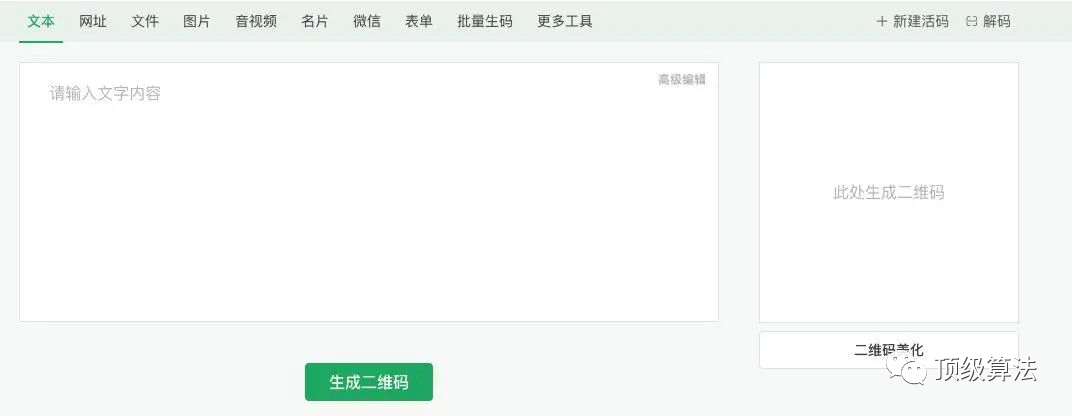 文本 网址 文件 图片 音视频 名片 微信 表单 批量生码 更多工具 + 新建活码 解码
请输入文字内容 高级编辑
此处生成二维码
二维码美化
生成二维码
顶级算法